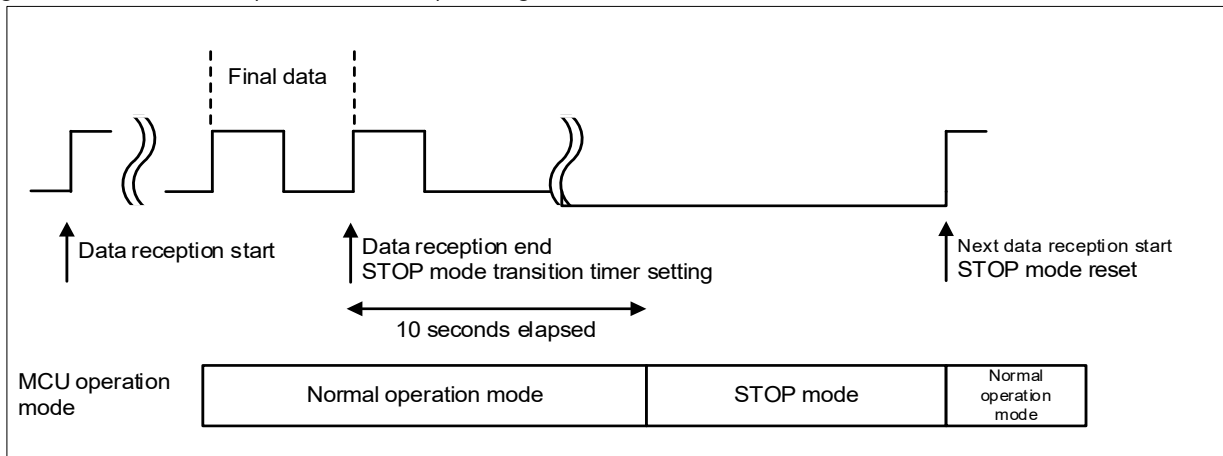 Final data
Data reception start
Data reception end
STOP mode transition timer setting
Next data reception start
STOP mode reset
10 seconds elapsed
MCU operation
mode
Normal operation mode
STOP mode
Normal
operation
mode